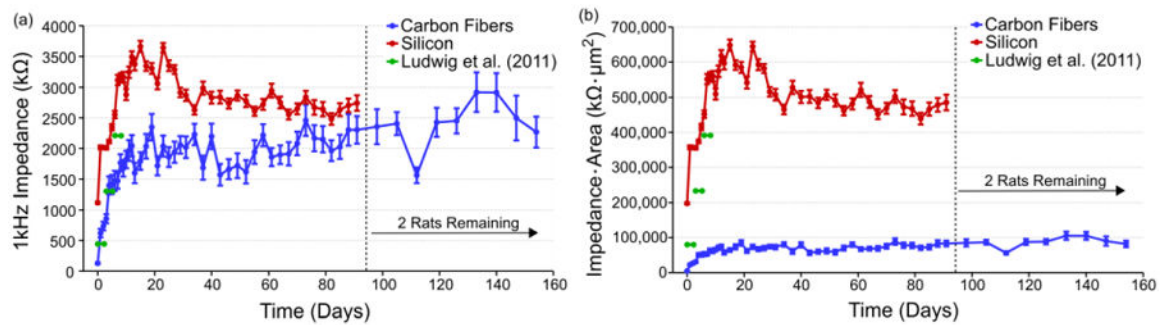 (a)
4000
3500
3000
2500
2000
1500
1000
500
0
1kHz Impedance (kΩ)
Carbon Fibers
Silicon
Ludwig et al. (2011)
2 Rats Remaining
0 20 40 60 80 100 120 140 160
Time (Days)
(b)
700,000
600,000
500,000
400,000
300,000
200,000
100,000
0
Impedance·Area (kΩ·μm²)
Carbon Fibers
Silicon
Ludwig et al. (2011)
2 Rats Remaining
0 20 40 60 80 100 120 140 160
Time (Days)